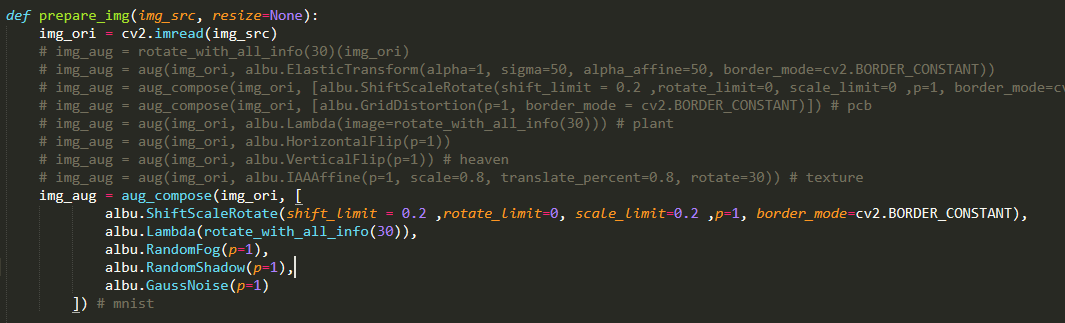 def prepare_img(img_src, resize=None):
    img_ori = cv2.imread(img_src)
    # img_aug = rotate_with_all_info(30)(img_ori)
    # img_aug = aug(img_ori, albu.ElasticTransform(alpha=1, sigma=50, alpha_affine=50, border_mode=cv2.BORDER_CONSTANT))
    # img_aug = aug_compose(img_ori, [albu.ShiftScaleRotate(shift_limit = 0.2 ,rotate_limit=0, scale_limit=0 ,p=1, border_mode=cv
    # img_aug = aug_compose(img_ori, [albu.GridDistortion(p=1, border_mode = cv2.BORDER_CONSTANT)]) # pcb
    # img_aug = aug(img_ori, albu.Lambda(image=rotate_with_all_info(30))) # plant
    # img_aug = aug(img_ori, albu.HorizontalFlip(p=1))
    # img_aug = aug(img_ori, albu.VerticalFlip(p=1)) # heaven
    # img_aug = aug(img_ori, albu.IAAAffine(p=1, scale=0.8, translate_percent=0.8, rotate=30)) # texture
    img_aug = aug_compose(img_ori, [
            albu.ShiftScaleRotate(shift_limit = 0.2 ,rotate_limit=0, scale_limit=0.2 ,p=1, border_mode=cv2.BORDER_CONSTANT),
            albu.Lambda(rotate_with_all_info(30)),
            albu.RandomFog(p=1),
            albu.RandomShadow(p=1),
            albu.GaussNoise(p=1)
        ]) # mnist